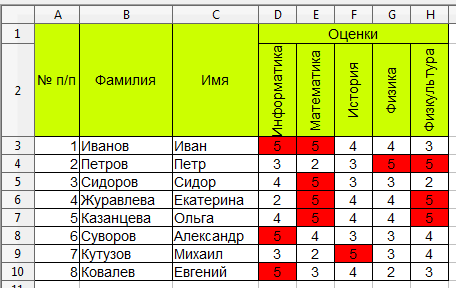 A B C D E F G H
1 Оценки
2 № п/п Фамилия Имя Информатика Математика История Физика Физкультура
3 1 Иванов Иван 5 5 4 4 3
4 2 Петров Петр 3 2 3 5 5
5 3 Сидоров Сидор 4 5 3 3 2
6 4 Журавлева Екатерина 2 5 4 4 5
7 5 Казанцева Ольга 4 5 4 4 5
8 6 Суворов Александр 5 4 3 3 4
9 7 Кутузов Михаил 3 2 5 3 4
10 8 Ковалев Евгений 5 3 4 2 3